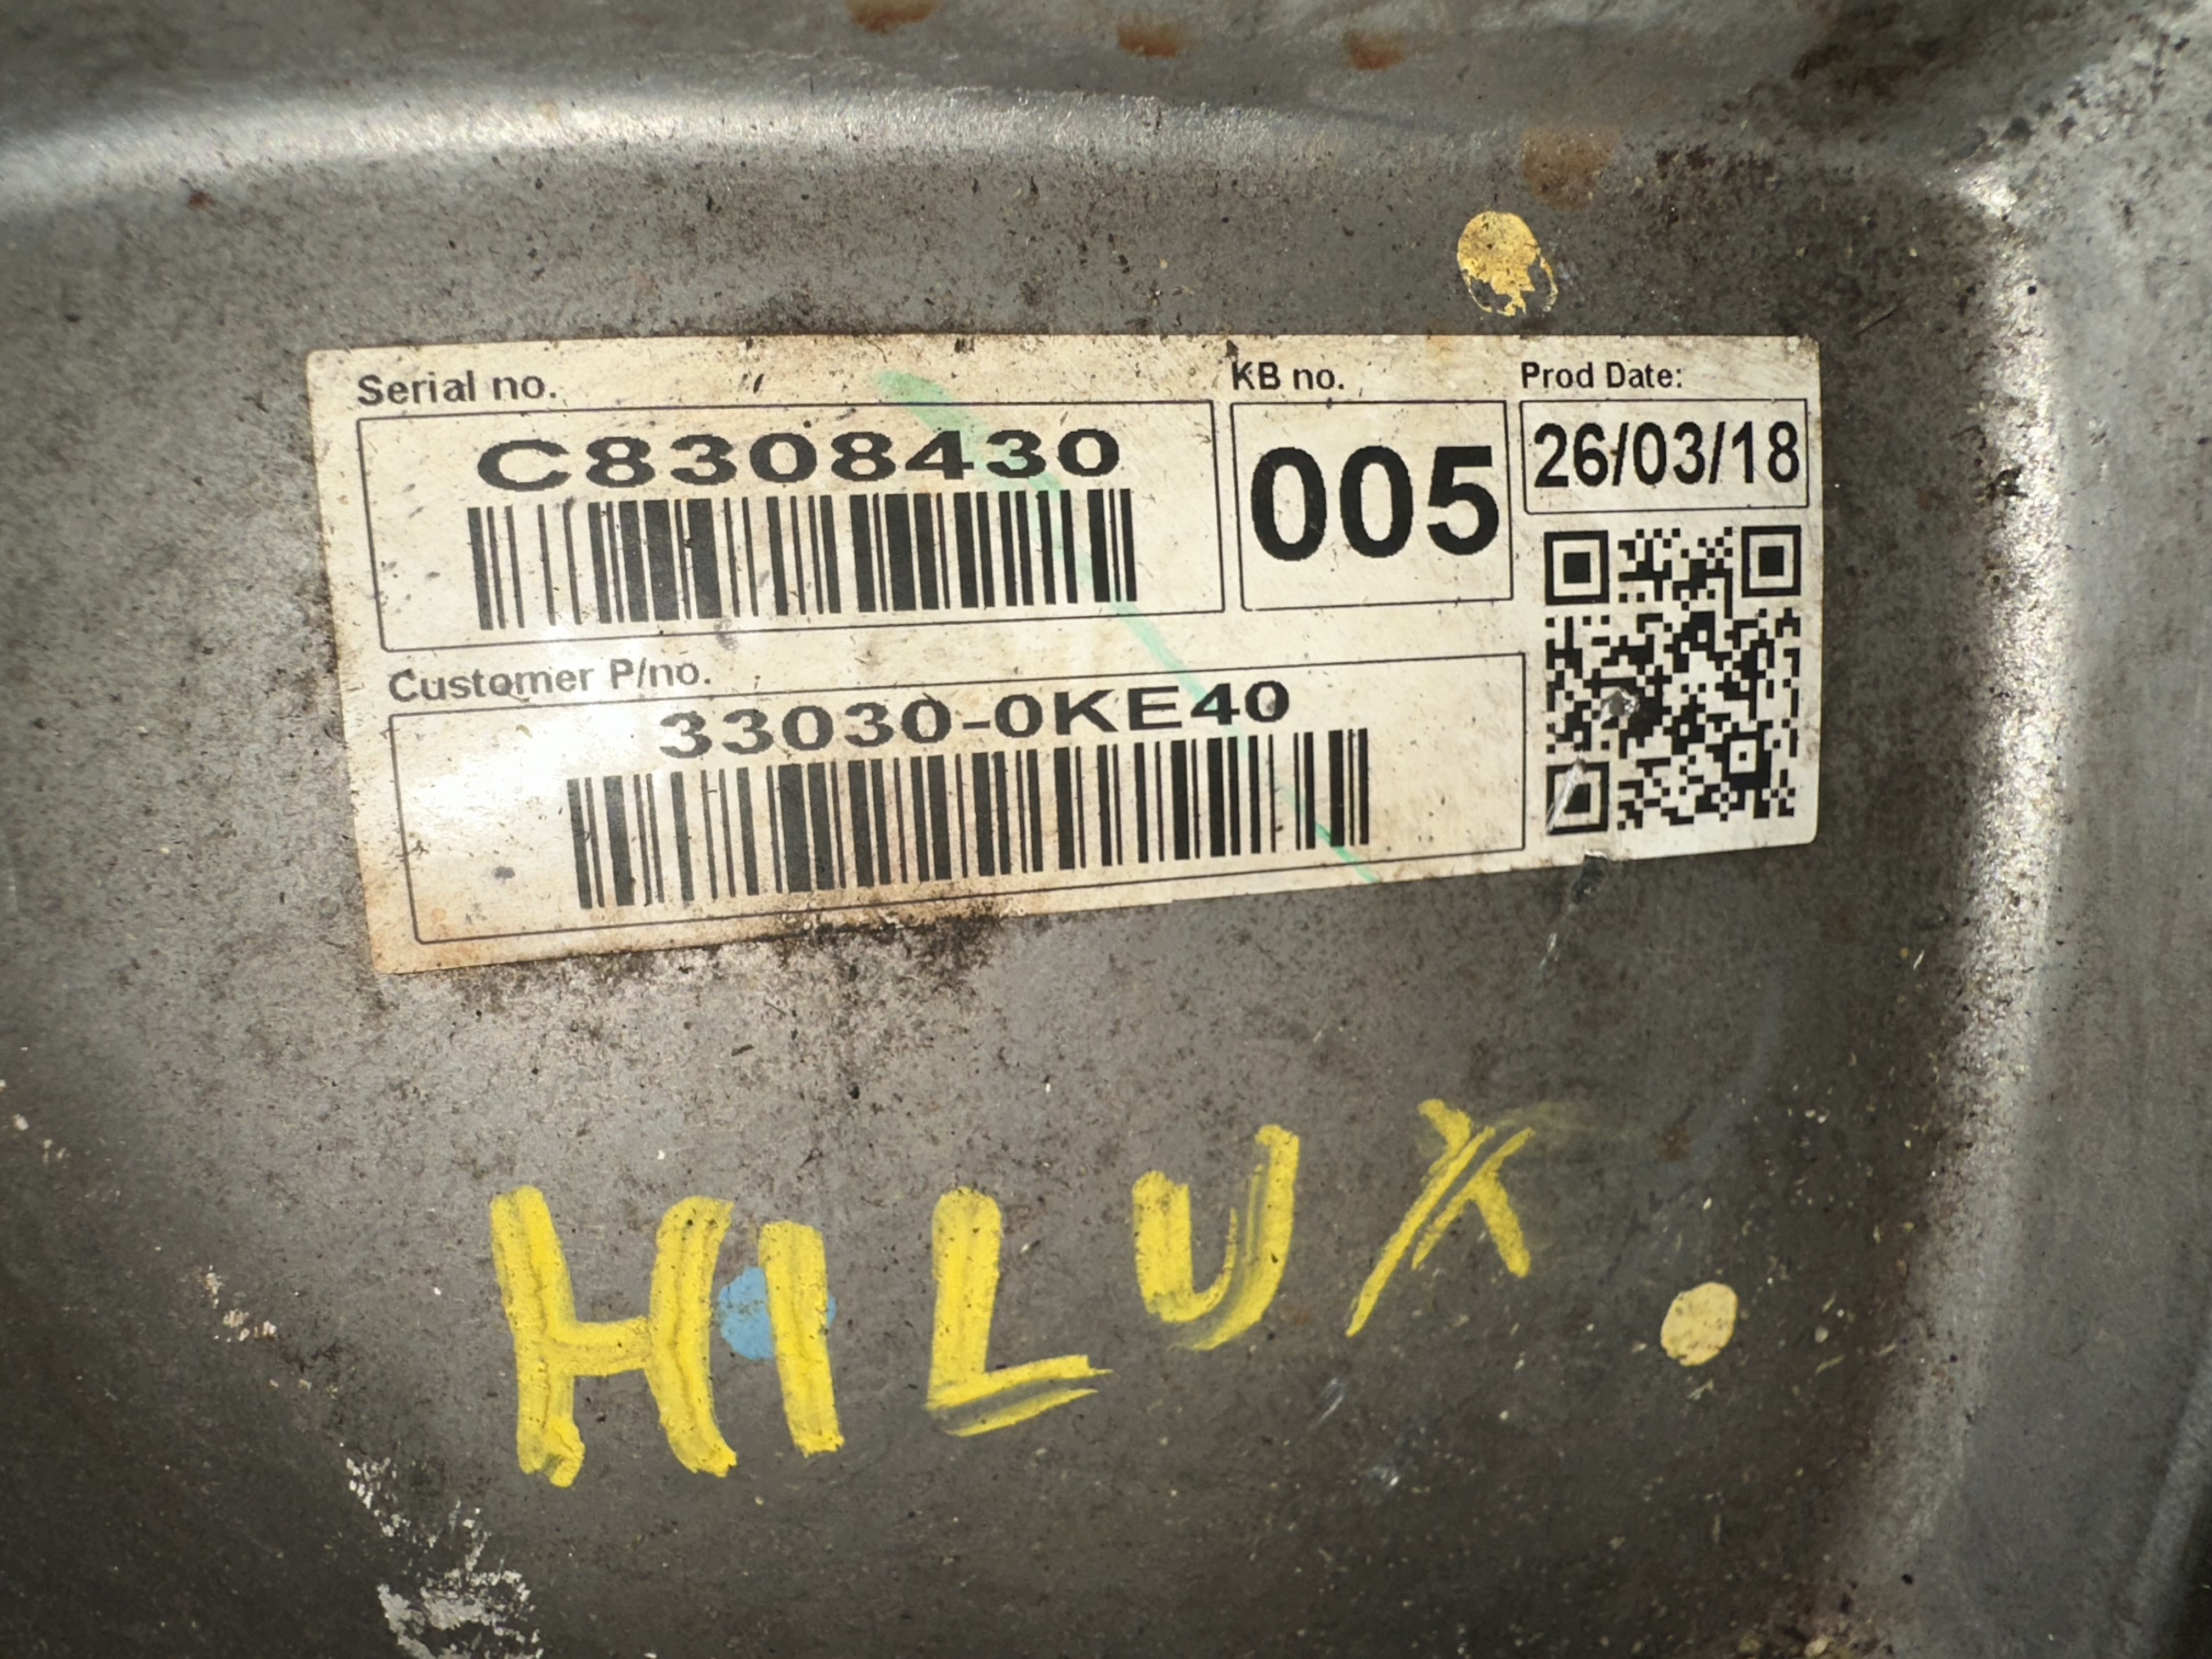 Serial no.
C8308430
KB no.
005
Prod Date:
26/03/18
Customer P/no.
33030-0KE40
HILUX